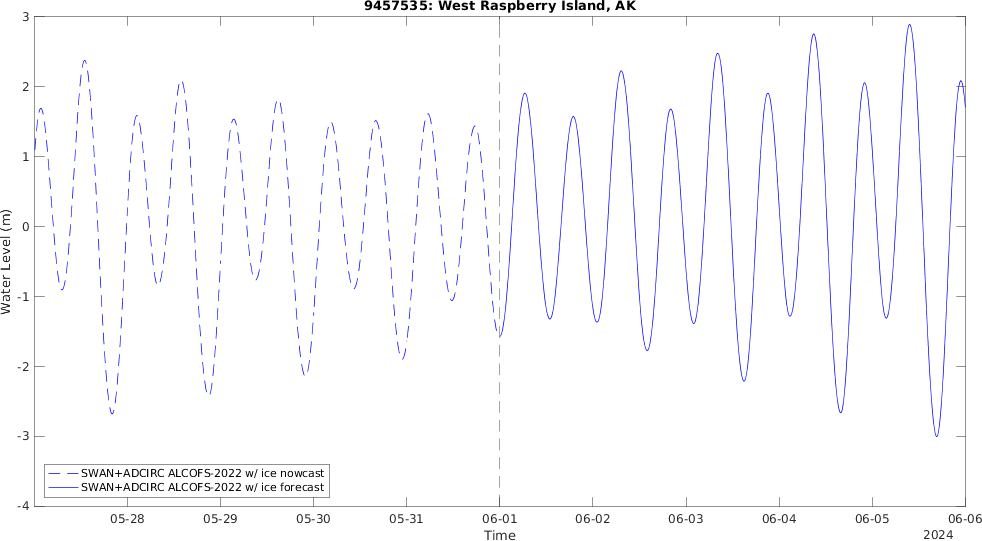 9457535: West Raspberry Island, AK
3
2
1
0
-1
-2
-3
-4
Water Level (m)
SWAN+ADCIRC ALCOFS-2022 w/ ice nowcast
SWAN+ADCIRC ALCOFS-2022 w/ ice forecast
05-28 05-29 05-30 05-31 06-01 06-02 06-03 06-04 06-05 06-06
Time
2024